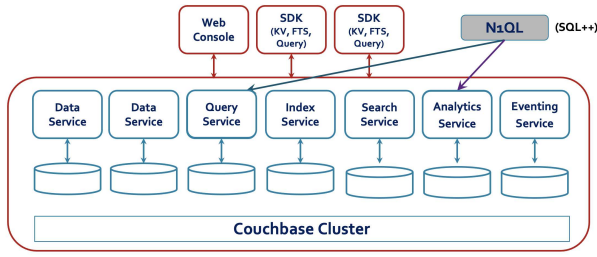 Web
Console
SDK
(KV, FTS,
Query)
SDK
(KV, FTS,
Query)
N1QL
(SQL++)
Data
Service
Data
Service
Query
Service
Index
Service
Search
Service
Analytics
Service
Eventing
Service
Couchbase Cluster